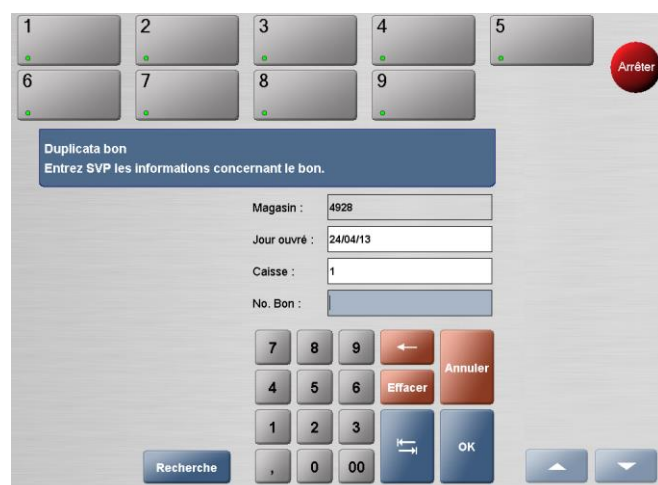 1 2 3 4 5
Arrêter
6 7 8 9
Duplicata bon
Entrez SVP les informations concernant le bon.
Magasin : 4928
Jour ouvré : 24/04/13
Caisse : 1
No. Bon :
7 8 9
Annuler
4 5 6 Effacer
1 2 3
OK
Recherche , 0 00